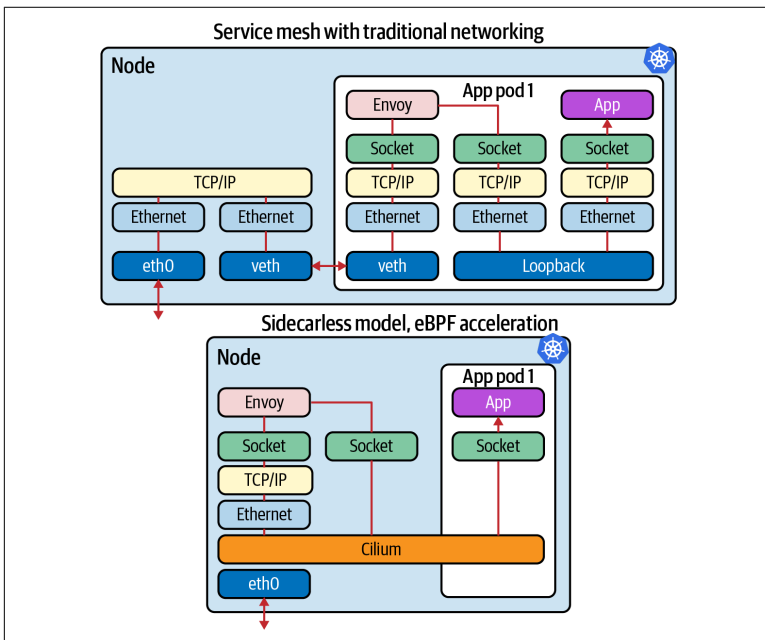 Service mesh with traditional networking
Node
App pod 1
Envoy
App
Socket
Socket
Socket
TCP/IP
TCP/IP
TCP/IP
TCP/IP
Ethernet
Ethernet
Ethernet
Ethernet
Ethernet
eth0
veth
veth
Loopback
Sidecarless model, eBPF acceleration
Node
App pod 1
Envoy
App
Socket
Socket
Socket
TCP/IP
Ethernet
Cilium
eth0